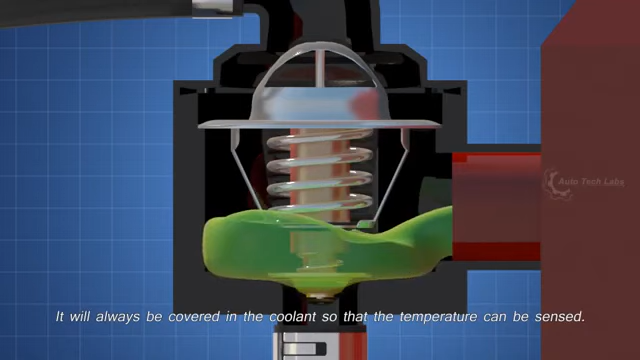 Auto Tech Labs
It will always be covered in the coolant so that the temperature can be sensed.